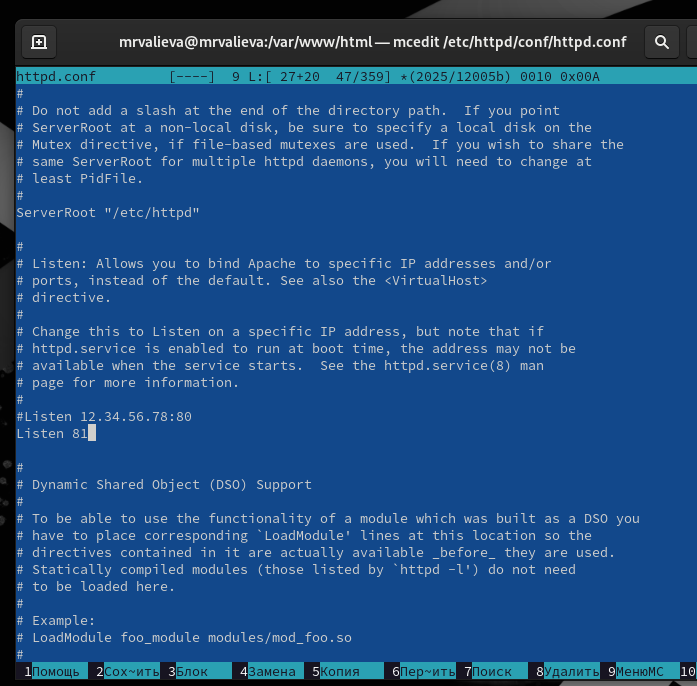 mrvalieva@mrvalieva:/var/www/html — mcedit /etc/httpd/conf/httpd.conf
httpd.conf         [----]  9 L:[ 27+20  47/359] *(2025/12005b) 0010 0x00A
#
# Do not add a slash at the end of the directory path.  If you point
# ServerRoot at a non-local disk, be sure to specify a local disk on the
# Mutex directive, if file-based mutexes are used.  If you wish to share the
# same ServerRoot for multiple httpd daemons, you will need to change at
# least PidFile.
#
ServerRoot "/etc/httpd"

#
# Listen: Allows you to bind Apache to specific IP addresses and/or
# ports, instead of the default. See also the <VirtualHost>
# directive.
#
# Change this to Listen on a specific IP address, but note that if
# httpd.service is enabled to run at boot time, the address may not be
# available when the service starts.  See the httpd.service(8) man
# page for more information.
#
#Listen 12.34.56.78:80
Listen 81

#
# Dynamic Shared Object (DSO) Support
#
# To be able to use the functionality of a module which was built as a DSO you
# have to place corresponding `LoadModule' lines at this location so the
# directives contained in it are actually available _before_ they are used.
# Statically compiled modules (those listed by `httpd -l') do not need
# to be loaded here.
#
# Example:
# LoadModule foo_module modules/mod_foo.so
#
1Помощь 2Сох~ить 3Блок 4Замена 5Копия 6Пер~ить 7Поиск 8Удалить 9МенюMC 10